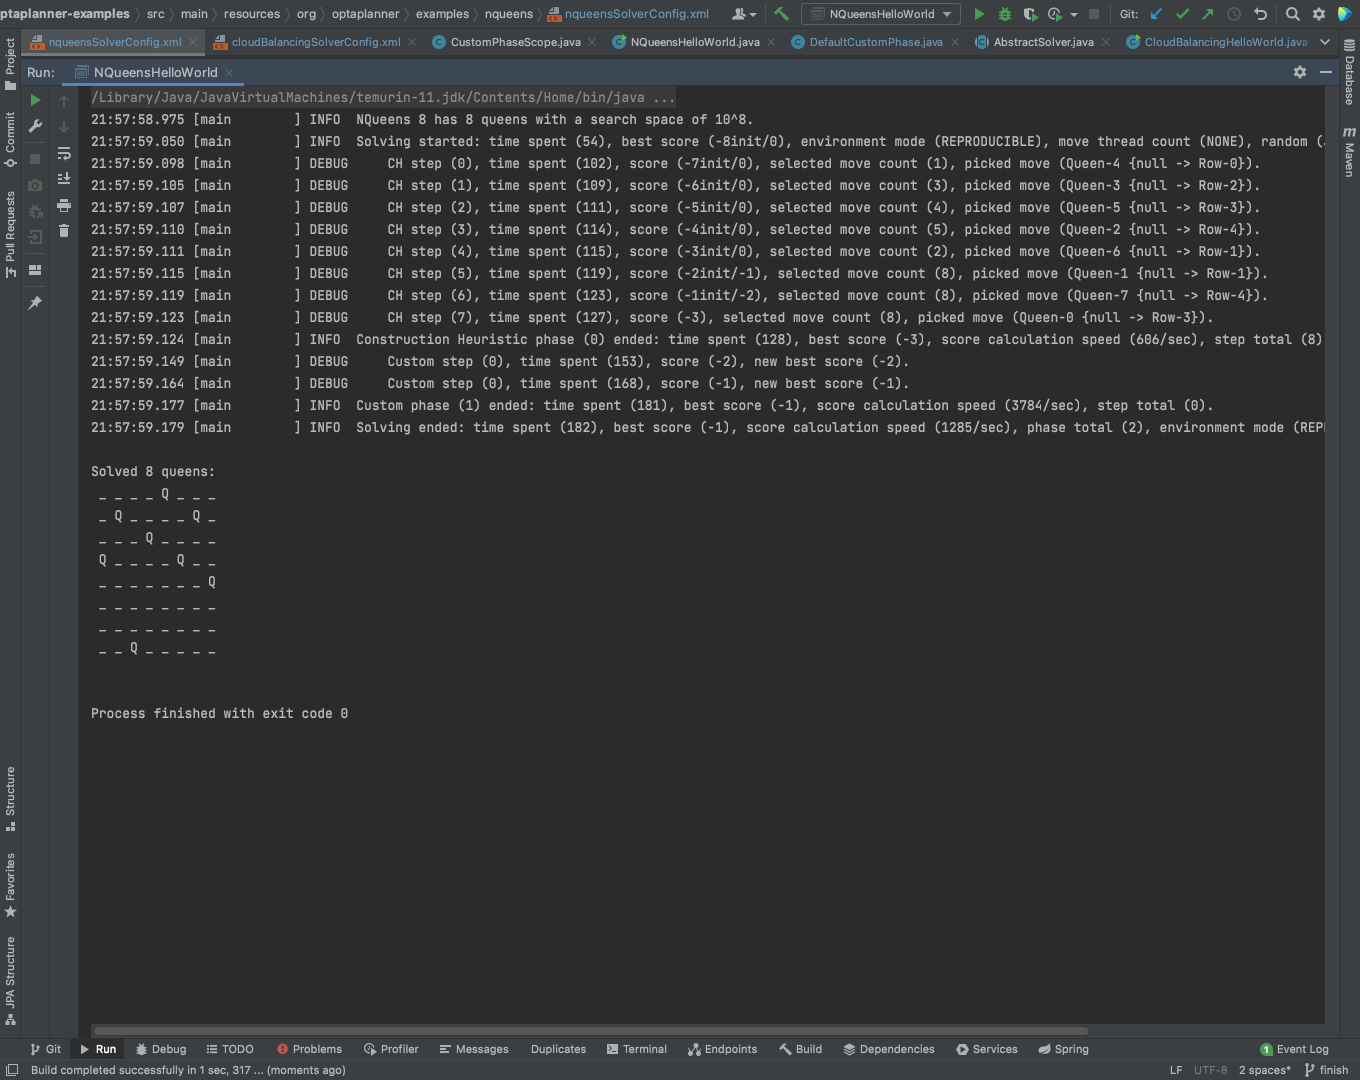 ptaplanner-examples src main resources org optaplanner examples nqueens nqueensSolverConfig.xml NQueensHelloWorld Git:
nqueensSolverConfig.xml cloudBalancingSolverConfig.xml CustomPhaseScope.java NQueensHelloWorld.java DefaultCustomPhase.java AbstractSolver.java CloudBalancingHelloWorld.java
Run: NQueensHelloWorld
/Library/Java/JavaVirtualMachines/temurin-11.jdk/Contents/Home/bin/java ...
21:57:58.975 [main        ] INFO  NQueens 8 has 8 queens with a search space of 10^8.
21:57:59.050 [main        ] INFO  Solving started: time spent (54), best score (-8init/0), environment mode (REPRODUCIBLE), move thread count (NONE), random (
21:57:59.098 [main        ] DEBUG     CH step (0), time spent (102), score (-7init/0), selected move count (1), picked move (Queen-4 {null -> Row-0}).
21:57:59.105 [main        ] DEBUG     CH step (1), time spent (109), score (-6init/0), selected move count (3), picked move (Queen-3 {null -> Row-2}).
21:57:59.107 [main        ] DEBUG     CH step (2), time spent (111), score (-5init/0), selected move count (4), picked move (Queen-5 {null -> Row-3}).
21:57:59.110 [main        ] DEBUG     CH step (3), time spent (114), score (-4init/0), selected move count (5), picked move (Queen-2 {null -> Row-4}).
21:57:59.111 [main        ] DEBUG     CH step (4), time spent (115), score (-3init/0), selected move count (2), picked move (Queen-6 {null -> Row-1}).
21:57:59.115 [main        ] DEBUG     CH step (5), time spent (119), score (-2init/-1), selected move count (8), picked move (Queen-1 {null -> Row-1}).
21:57:59.119 [main        ] DEBUG     CH step (6), time spent (123), score (-1init/-2), selected move count (8), picked move (Queen-7 {null -> Row-4}).
21:57:59.123 [main        ] DEBUG     CH step (7), time spent (127), score (-3), selected move count (8), picked move (Queen-0 {null -> Row-3}).
21:57:59.124 [main        ] INFO  Construction Heuristic phase (0) ended: time spent (128), best score (-3), score calculation speed (606/sec), step total (8)
21:57:59.149 [main        ] DEBUG     Custom step (0), time spent (153), score (-2), new best score (-2).
21:57:59.164 [main        ] DEBUG     Custom step (0), time spent (168), score (-1), new best score (-1).
21:57:59.177 [main        ] INFO  Custom phase (1) ended: time spent (181), best score (-1), score calculation speed (3784/sec), step total (0).
21:57:59.179 [main        ] INFO  Solving ended: time spent (182), best score (-1), score calculation speed (1285/sec), phase total (2), environment mode (REP
Solved 8 queens:
_ _ _ _ Q _ _ _
_ Q _ _ _ _ Q _
_ _ _ Q _ _ _ _
Q _ _ _ _ Q _ _
_ _ _ _ _ _ _ Q
_ _ _ _ _ _ _ _
_ _ _ _ _ _ _ _
_ _ Q _ _ _ _ _
Process finished with exit code 0
Project
Commit
Pull Requests
Structure
Favorites
JPA Structure
Database
m Maven
Git Run Debug TODO Problems Profiler Messages Duplicates Terminal Endpoints Build Dependencies Services Spring 1 Event Log
Build completed successfully in 1 sec, 317 ... (moments ago) LF UTF-8 2 spaces* finish